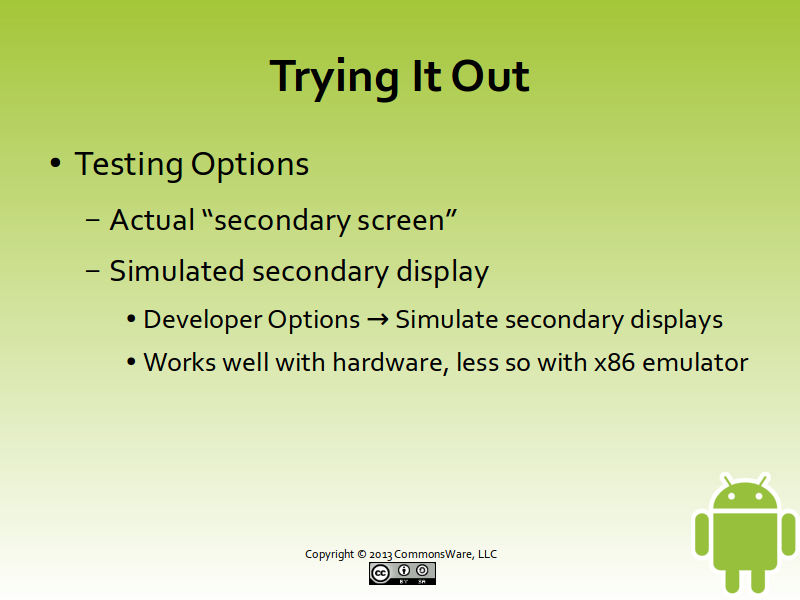 Trying It Out
• Testing Options
– Actual “secondary screen”
– Simulated secondary display
• Developer Options → Simulate secondary displays
• Works well with hardware, less so with x86 emulator
Copyright © 2013 CommonsWare, LLC
cc
BY SA